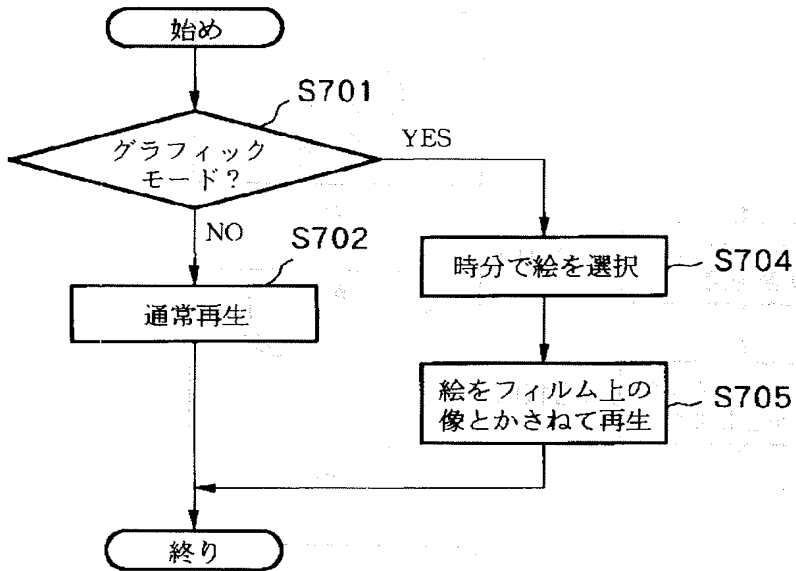 始め
S701
グラフィック
モード?
YES
NO
S702
通常再生
時分で絵を選択
S704
絵をフィルム上の
像とかさねて再生
S705
終り